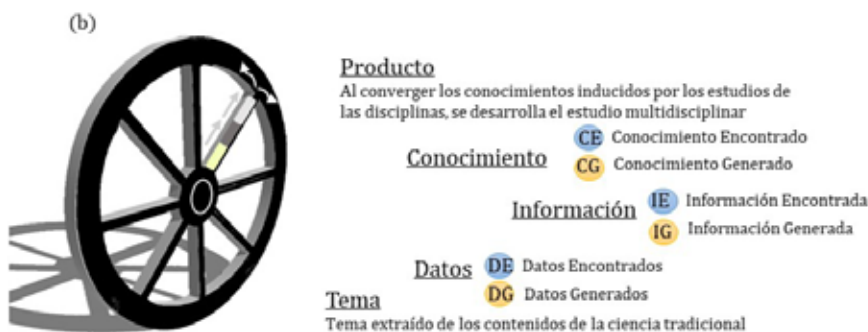 (b)
Producto
Al converger los conocimientos inducidos por los estudios de
las disciplinas, se desarrolla el estudio multidisciplinar
CE Conocimiento Encontrado
Conocimiento
CG Conocimiento Generado
IE Información Encontrada
Información
IG Información Generada
DE Datos Encontrados
Datos
DG Datos Generados
Tema
Tema extraído de los contenidos de la ciencia tradicional